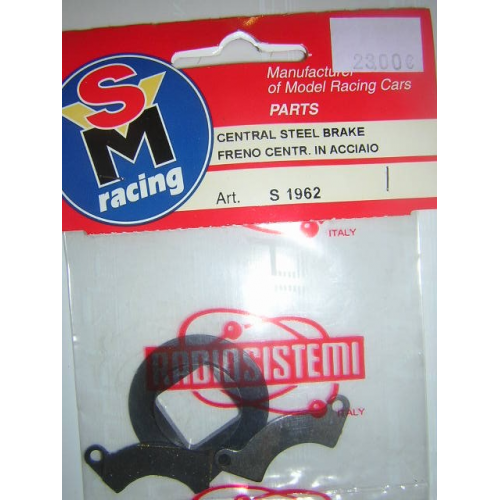 SM
racing
23,00€
Manufacturer
of Model Racing Cars
PARTS
CENTRAL STEEL BRAKE
FRENO CENTR. IN ACCIAIO
Art. S 1962
ITALY
RADIOSISTEMI
ITALY